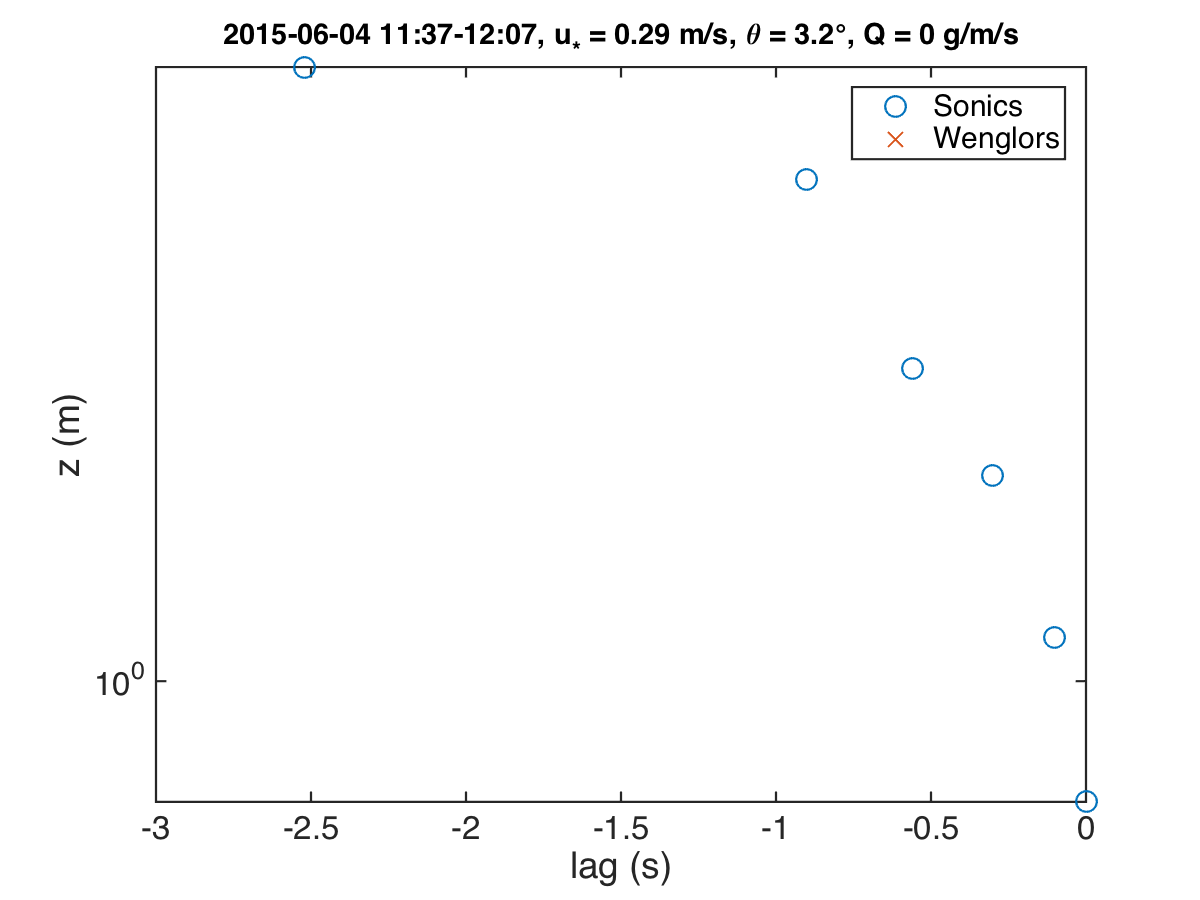 2015-06-04 11:37-12:07, u* = 0.29 m/s, θ = 3.2°, Q = 0 g/m/s
Sonics
Wenglors
z (m)
10⁰
-3 -2.5 -2 -1.5 -1 -0.5 0
lag (s)